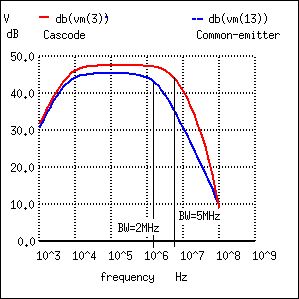 V db(vm(3)) db(vm(13))
dB Cascode Common-emitter
50.0
40.0
30.0
20.0
10.0
BW=2MHz BW=5MHz
0.0
10^3 10^4 10^5 10^6 10^7 10^8 10^9
frequency Hz